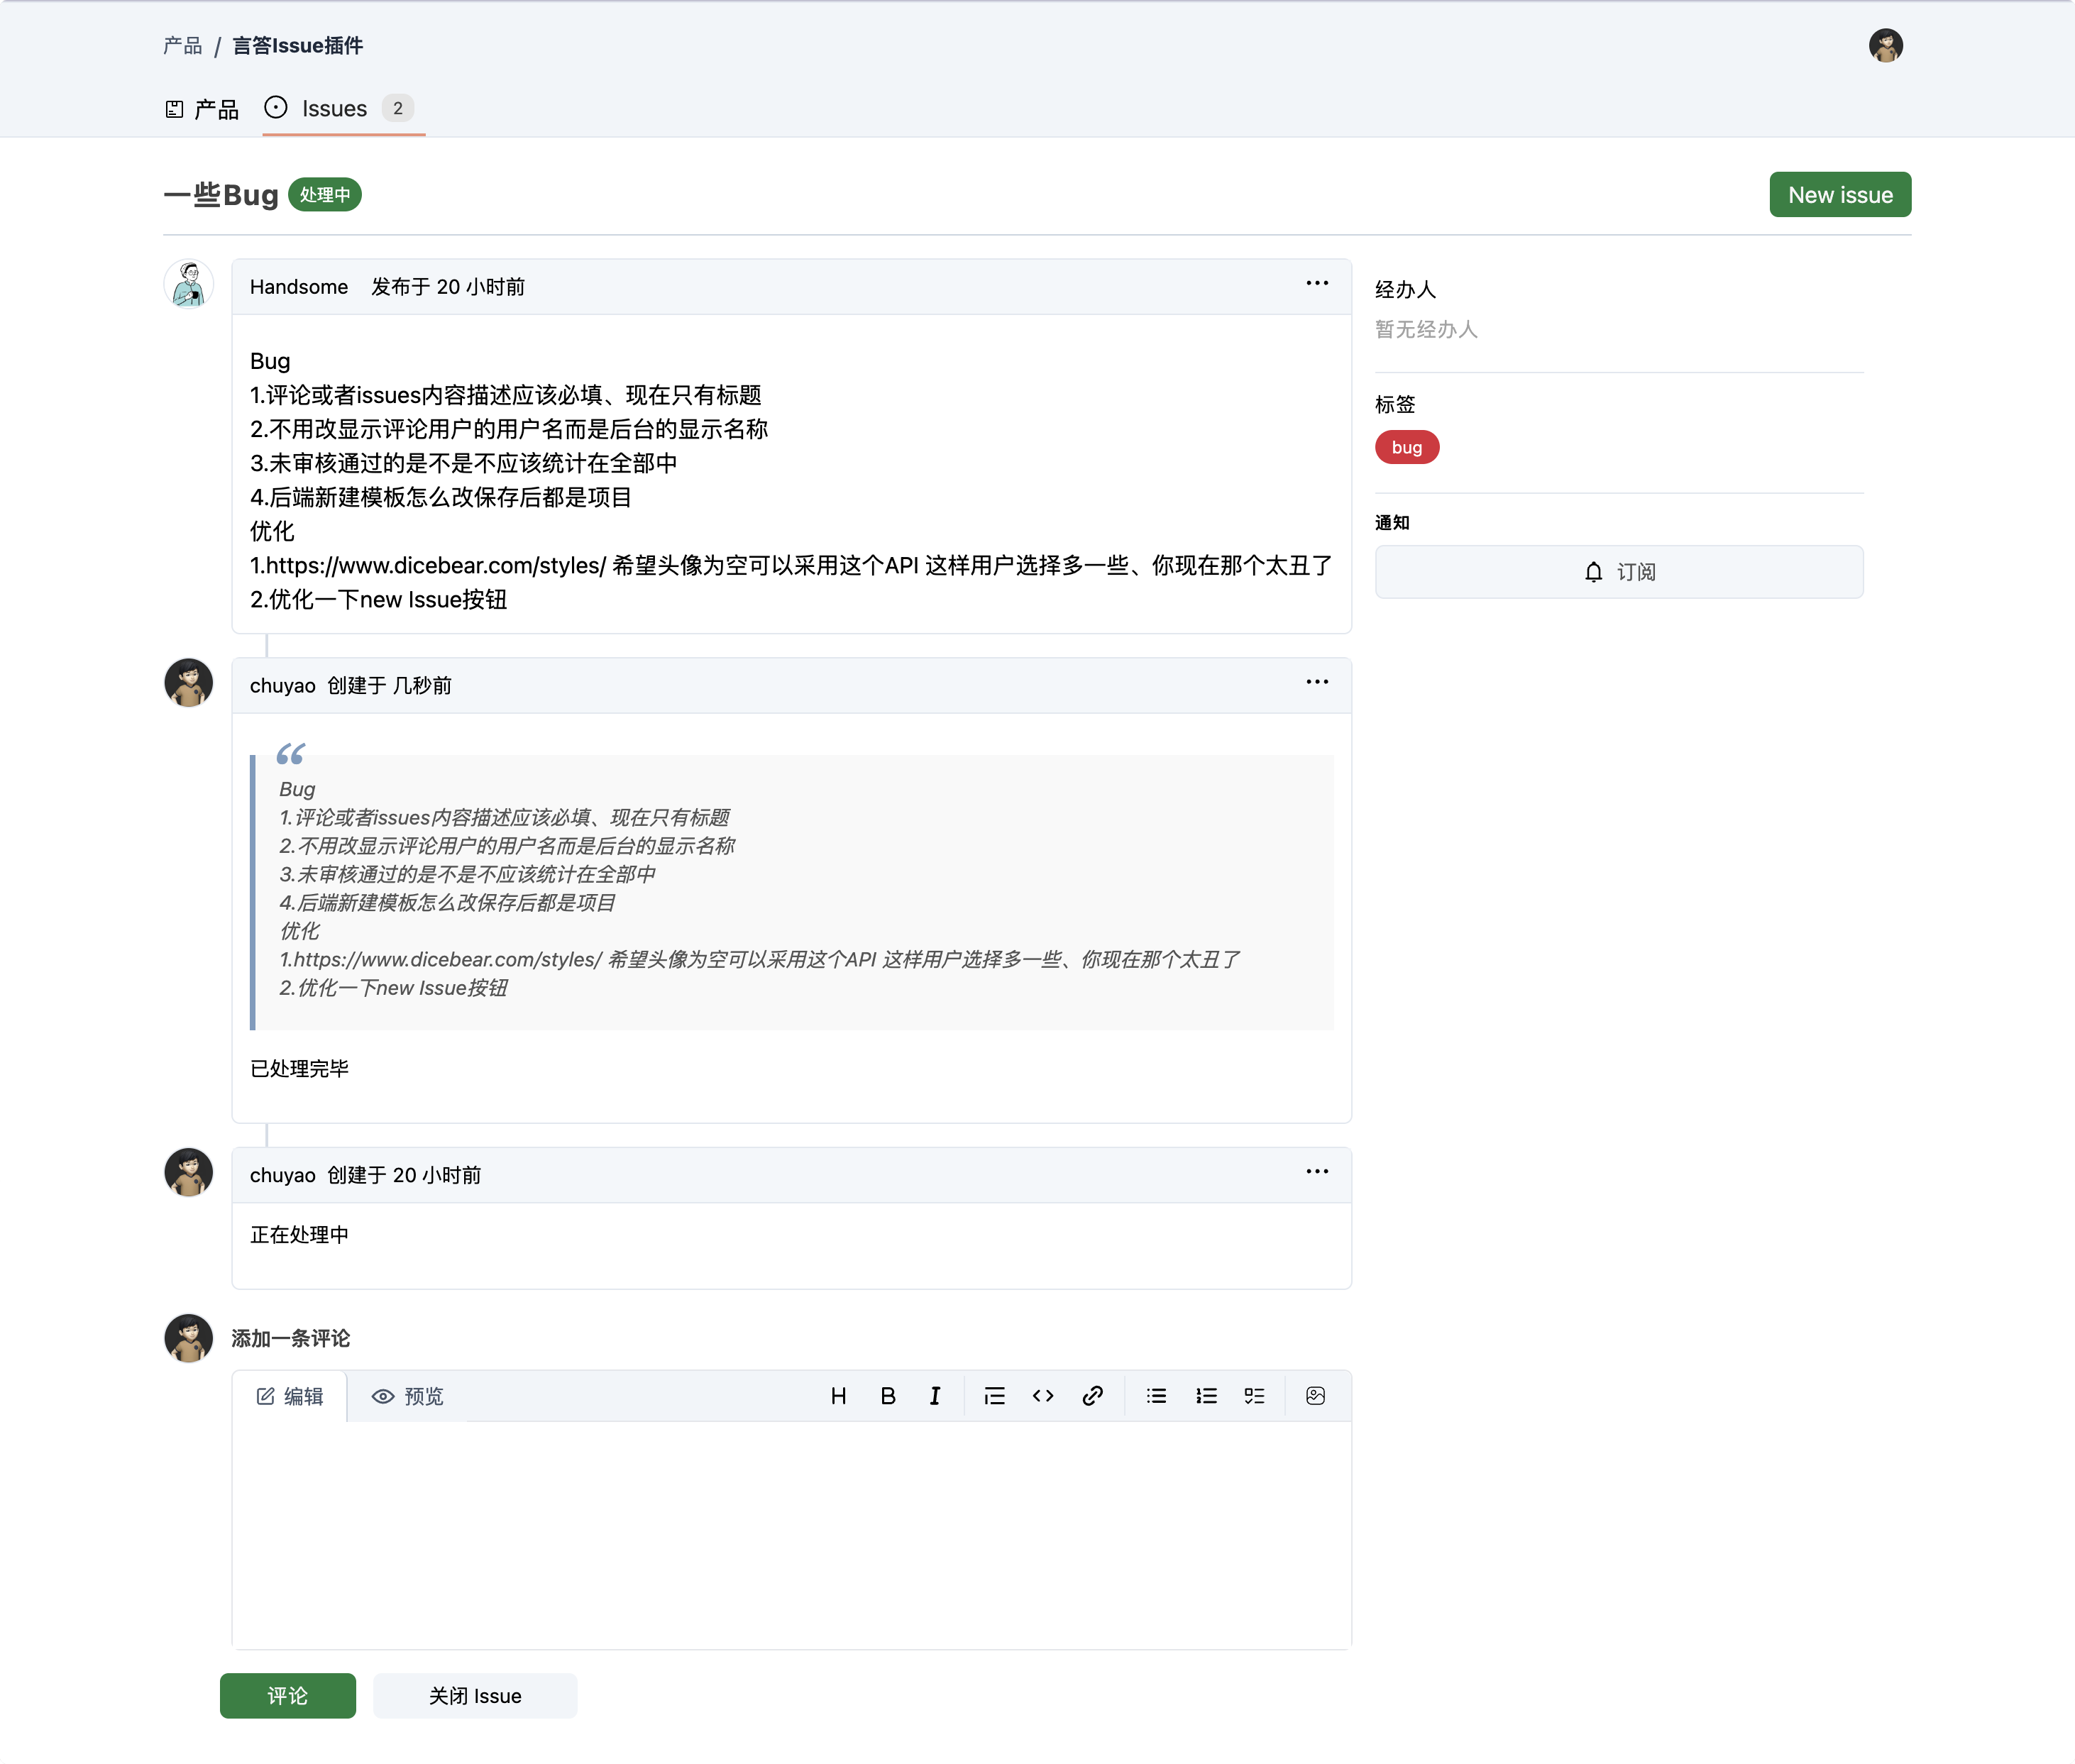 产品 / 言答Issue插件
产品 Issues 2
一些Bug 处理中 New issue
Handsome 发布于 20 小时前
Bug
1.评论或者issues内容描述应该必填、现在只有标题
2.不用改显示评论用户的用户名而是后台的显示名称
3.未审核通过的是不是不应该统计在全部中
4.后端新建模板怎么改保存后都是项目
优化
1.https://www.dicebear.com/styles/ 希望头像为空可以采用这个API 这样用户选择多一些、你现在那个太丑了
2.优化一下new Issue按钮
经办人
暂无经办人
标签
bug
通知
订阅
chuyao 创建于 几秒前
Bug
1.评论或者issues内容描述应该必填、现在只有标题
2.不用改显示评论用户的用户名而是后台的显示名称
3.未审核通过的是不是不应该统计在全部中
4.后端新建模板怎么改保存后都是项目
优化
1.https://www.dicebear.com/styles/ 希望头像为空可以采用这个API 这样用户选择多一些、你现在那个太丑了
2.优化一下new Issue按钮
已处理完毕
chuyao 创建于 20 小时前
正在处理中
添加一条评论
编辑 预览 H B I
评论 关闭 Issue